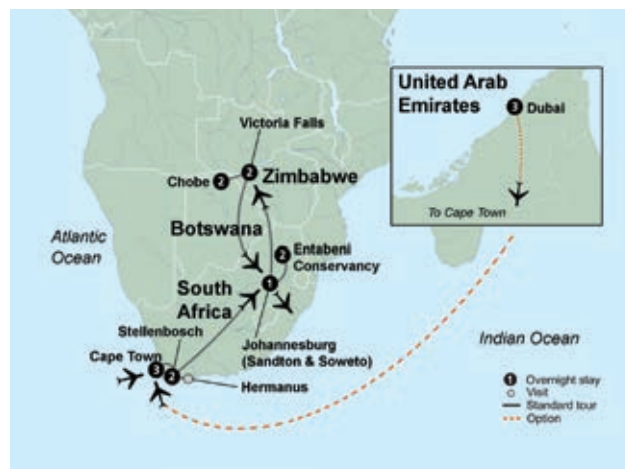 United Arab
Emirates
3
Dubai
To Cape Town
Victoria Falls
2
Zimbabwe
Chobe
2
Botswana
2
Entabeni
Conservancy
Atlantic
Ocean
South
Africa
1
Stellenbosch
Cape Town
3
2
Johannesburg
(Sandton & Soweto)
Hermanus
Indian Ocean
1 Overnight stay
Visit
Standard tour
Option